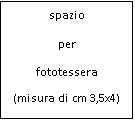 spazio
per
fototessera
(misura di cm 3,5x4)